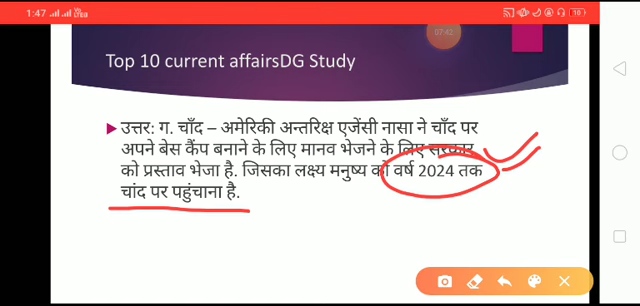 1:47
10
07:42
Top 10 current affairsDG Study
उत्तर: ग. चाँद – अमेरिकी अन्तरिक्ष एजेंसी नासा ने चाँद पर
अपने बेस कैंप बनाने के लिए मानव भेजने के लिए सरकार
को प्रस्ताव भेजा है. जिसका लक्ष्य मनुष्य को वर्ष 2024 तक
चांद पर पहुंचाना है.